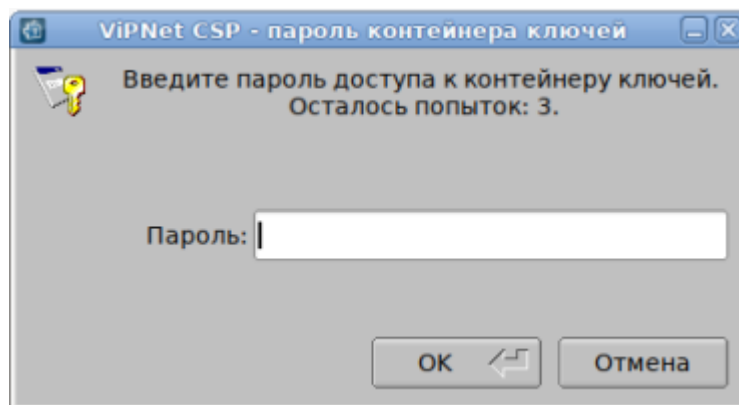 ViPNet CSP - пароль контейнера ключей
Введите пароль доступа к контейнеру ключей.
Осталось попыток: 3.
Пароль:
OK
Отмена